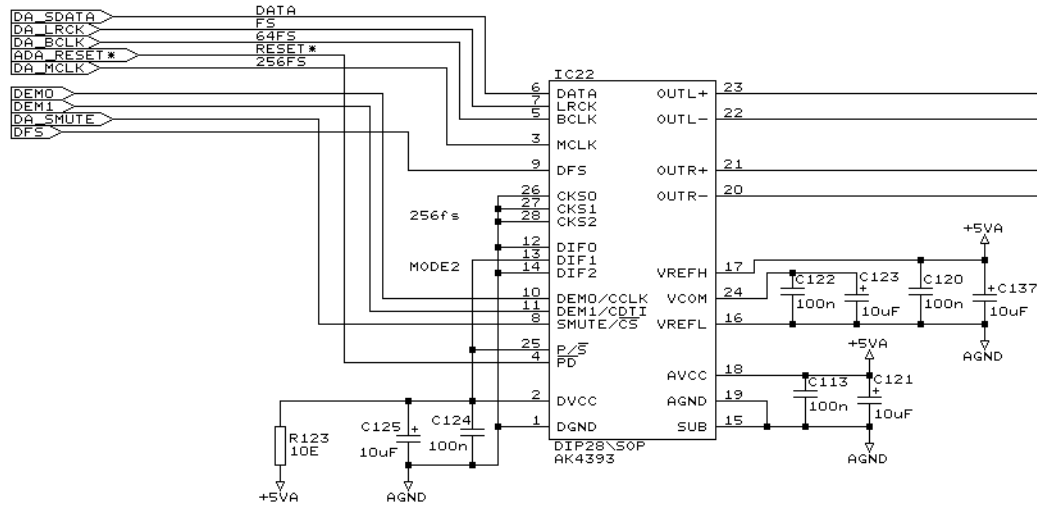 DA_SDATA DATA
DA_LRCK FS
DA_BCLK 64FS
ADA_RESET* RESET*
DA_MCLK 256FS
DEM0
DEM1
DA_SMUTE
DFS
IC22
6 DATA OUTL+ 23
7 LRCK
5 BCLK OUTL- 22
3 MCLK
9 DFS OUTR+ 21
26 CKS0 OUTR- 20
27 CKS1
256fs
28 CKS2
+5VA
12 DIF0
13 DIF1
MODE2
14 DIF2 VREFH 17
C122 C123 C120 C137
10 DEM0/CCLK VCOM 24
100n 10uF 100n 10uF
11 DEM1/CDTI
8 SMUTE/CS VREFL 16
+5VA
AGND
25 P/S
4 PD
AVCC 18
C113 C121
2 DVCC AGND 19
100n 10uF
1 DGND SUB 15
C125 C124
10uF 100n
R123
10E
DIP28\SOP
AK4393
AGND
+5VA
AGND